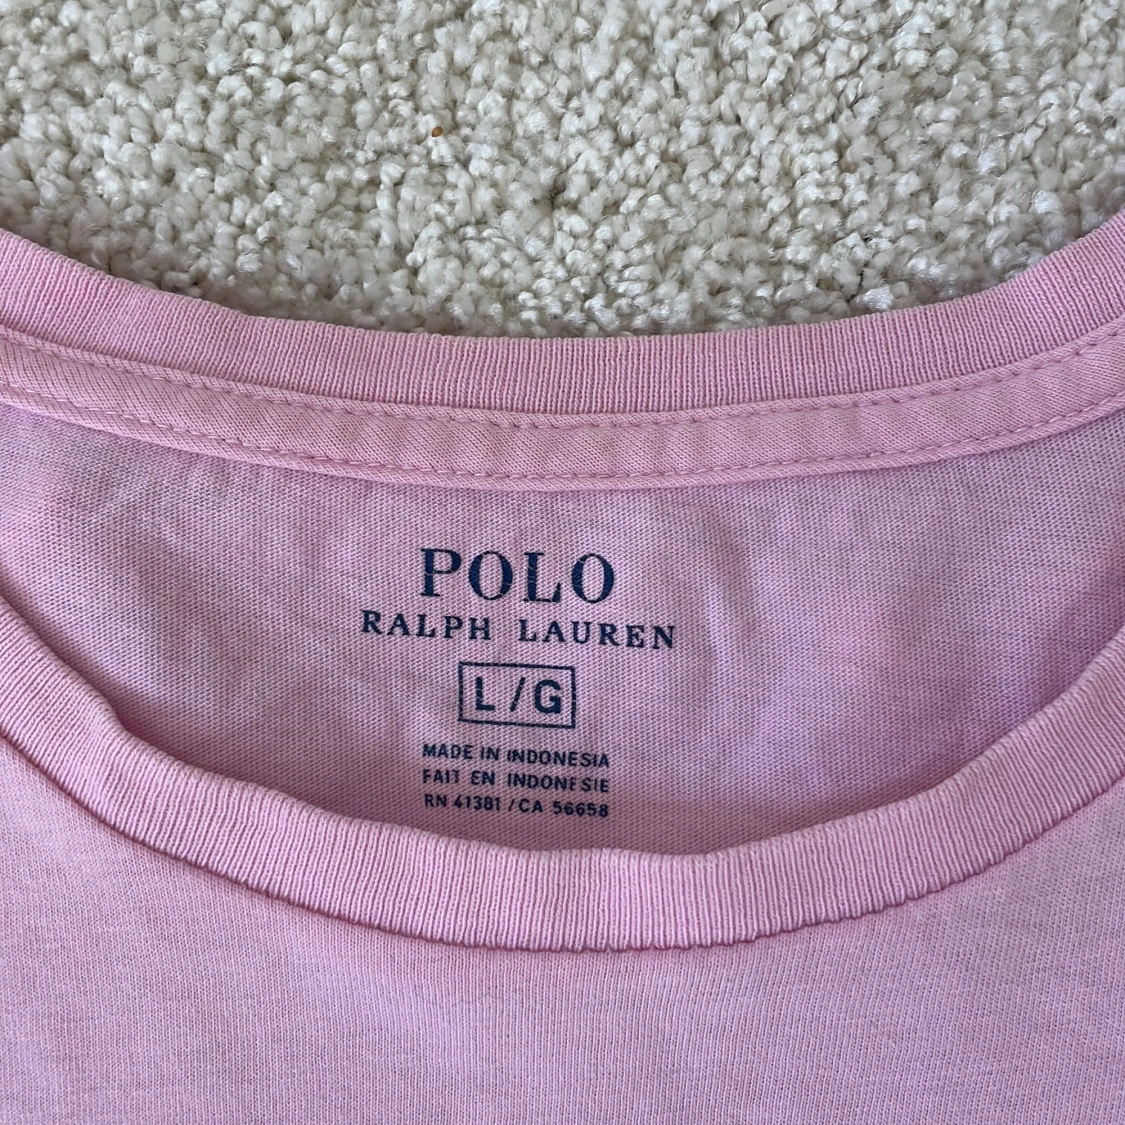 POLO
RALPH LAUREN
L/G
MADE IN INDONESIA
FAIT EN INDONESIE
RN 41381 / CA 56658